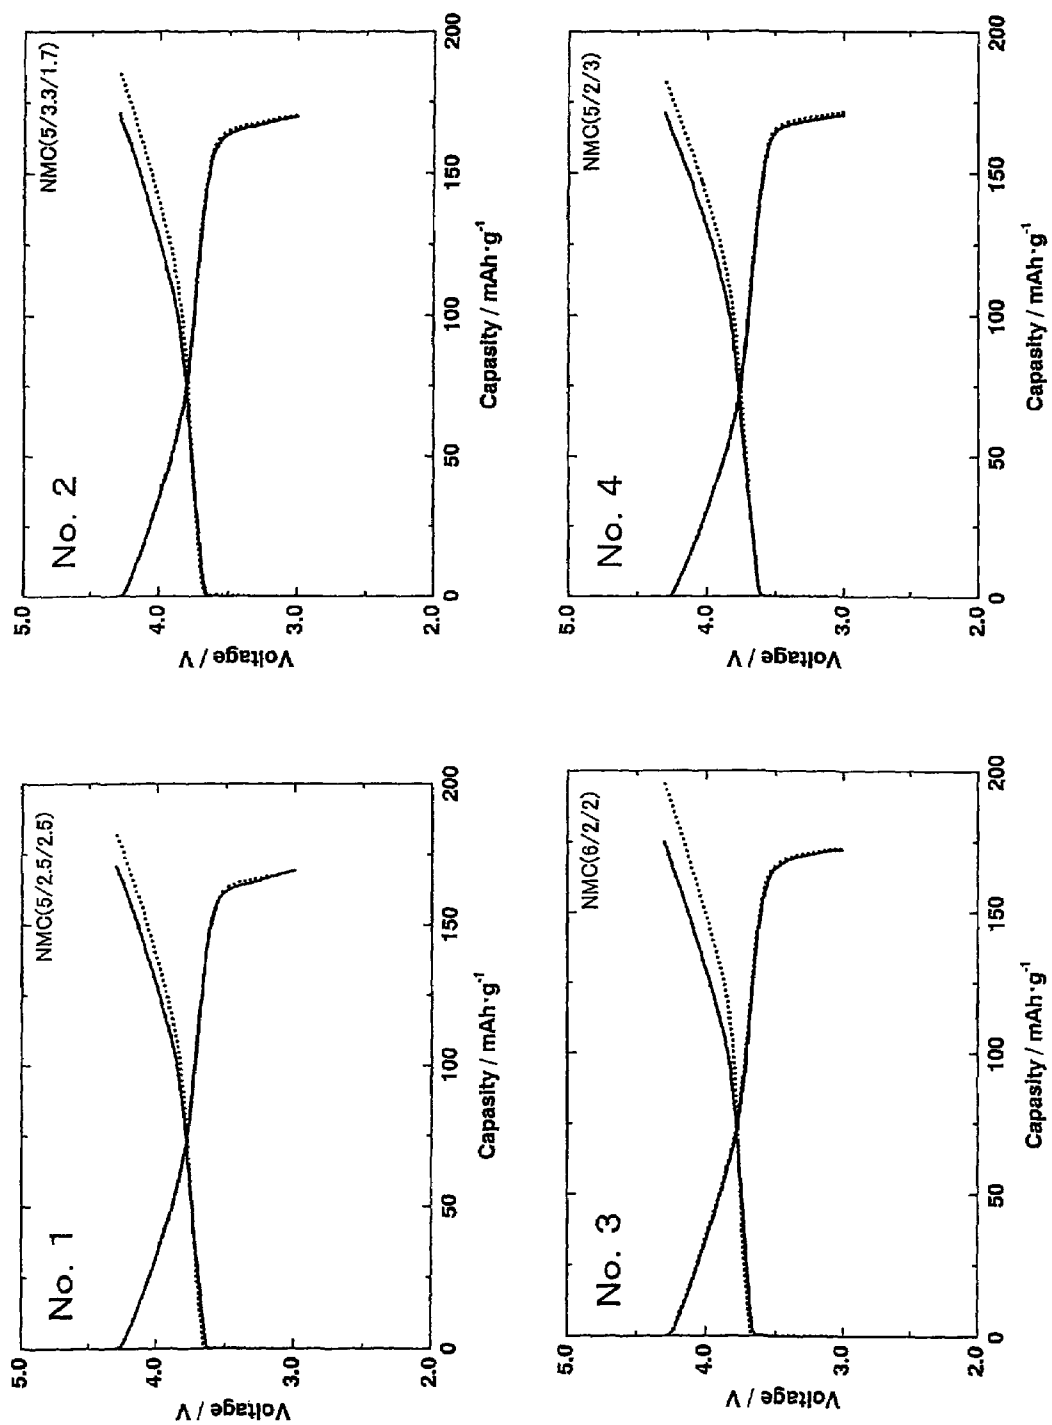 No. 1
NMC(5/2.5/2.5)
5.0
4.0
3.0
2.0
Voltage / V
0
50
100
150
200
Capasity / mAh·g⁻¹
No. 2
NMC(5/3.3/1.7)
5.0
4.0
3.0
2.0
Voltage / V
0
50
100
150
200
Capasity / mAh·g⁻¹
No. 3
NMC(6/2/2)
5.0
4.0
3.0
2.0
Voltage / V
0
50
100
150
200
Capasity / mAh·g⁻¹
No. 4
NMC(5/2/3)
5.0
4.0
3.0
2.0
Voltage / V
0
50
100
150
200
Capasity / mAh·g⁻¹